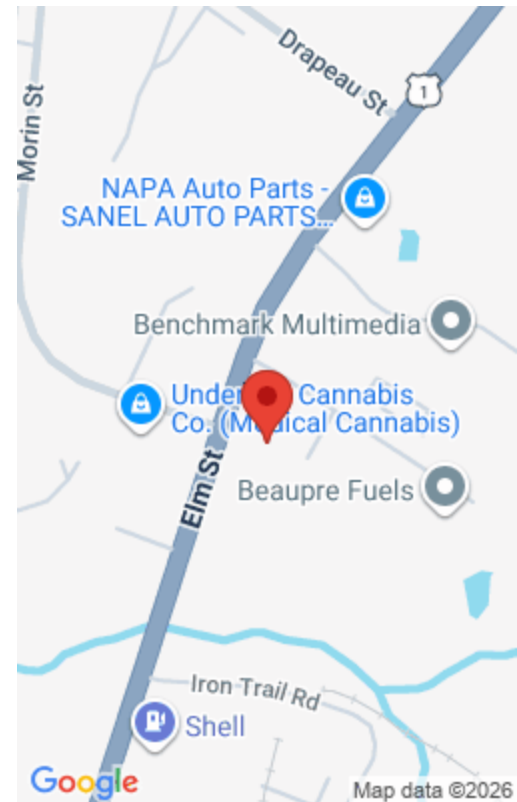 Drapeau St
1
Morin St
NAPA Auto Parts -
SANEL AUTO PARTS...
Benchmark Multimedia
Cannabis
Co. (Medical Cannabis)
Beaupre Fuels
Elm St
Iron Trail Rd
Shell
Google
Map data ©2026